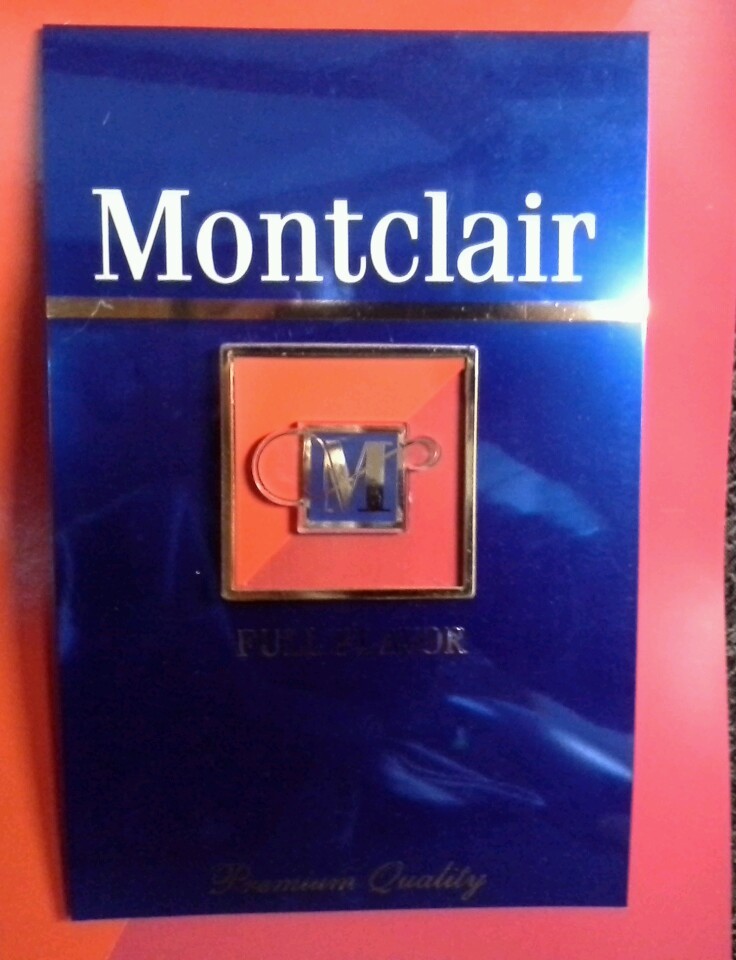 Montclair
M
FULL FLAVOR
Premium Quality